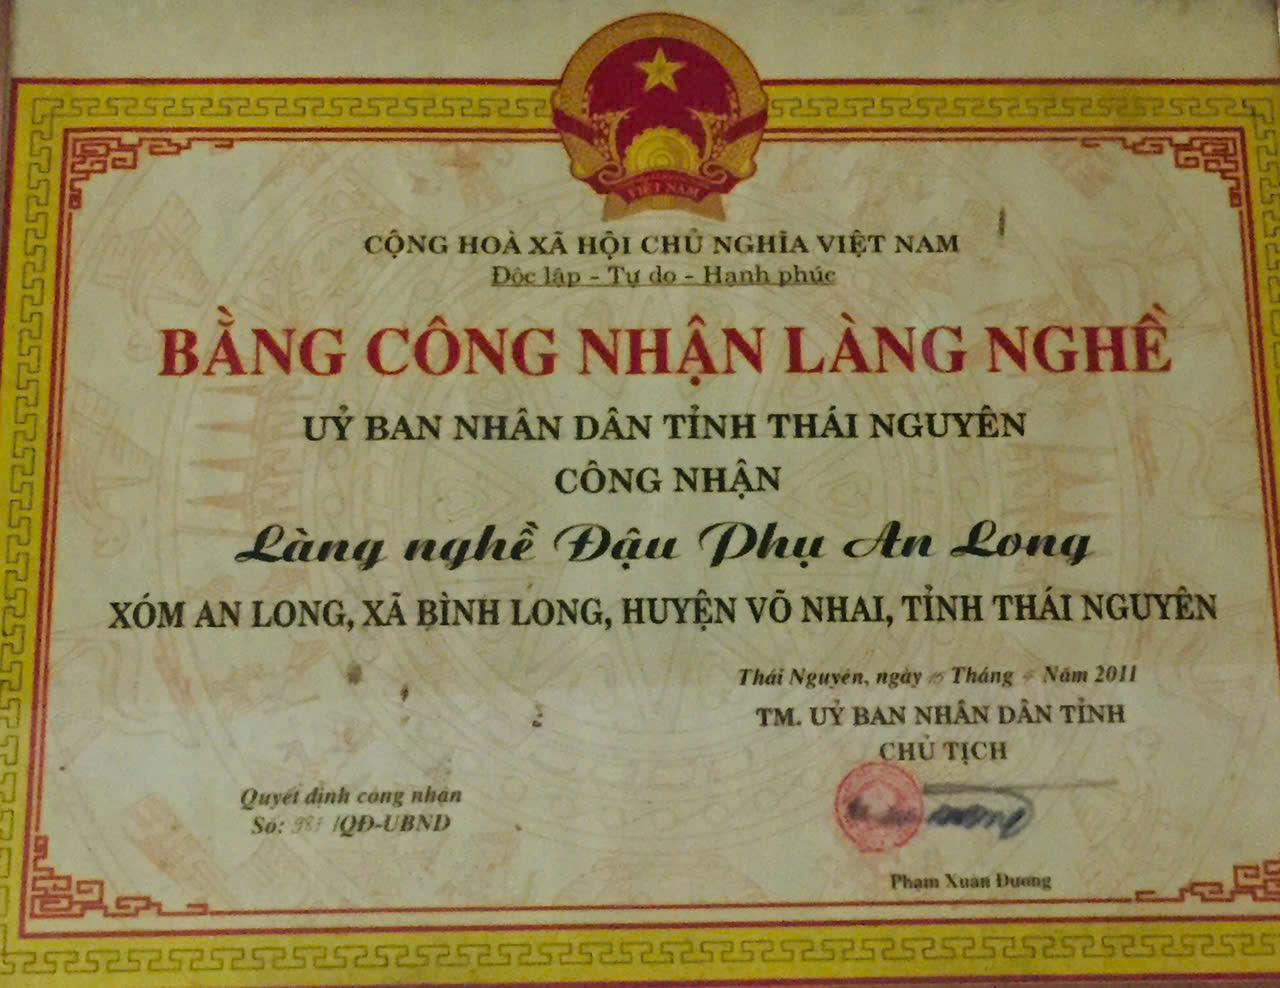 VIỆT NAM
CỘNG HOÀ XÃ HỘI CHỦ NGHĨA VIỆT NAM
Độc lập - Tự do - Hạnh phúc
BẰNG CÔNG NHẬN LÀNG NGHỀ
UỶ BAN NHÂN DÂN TỈNH THÁI NGUYÊN
CÔNG NHẬN
Làng nghề Đậu Phụ An Long
XÓM AN LONG, XÃ BÌNH LONG, HUYỆN VÕ NHAI, TỈNH THÁI NGUYÊN
Thái Nguyên, ngày Tháng Năm 2011
TM. UỶ BAN NHÂN DÂN TỈNH
CHỦ TỊCH
Quyết định công nhận
Số: /QĐ-UBND
Phạm Xuân Đương